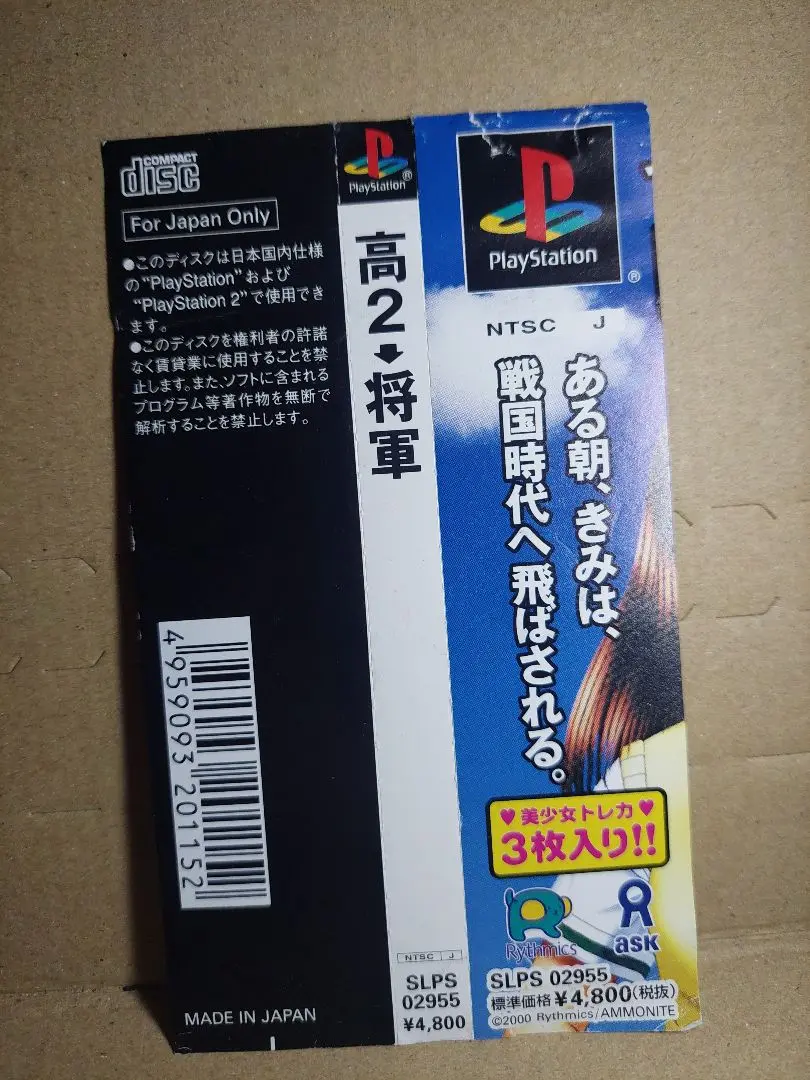 COMPACT
disc
For Japan Only
●このディスクは日本国内仕様
の"PlayStation"および
"PlayStation 2"で使用でき
ます。
●このディスクを権利者の許諾
なく賃貸業に使用することを禁
止します。また、ソフトに含まれる
プログラム等著作物を無断で
解析することを禁止します。
4959093 201152
MADE IN JAPAN
PlayStation®
高2➡将軍
NTSC J
SLPS
02955
¥4,800
PlayStation
®
NTSC J
ある朝、きみは、
戦国時代へ飛ばされる。
♥美少女トレカ♥
3枚入り!!
Rythmics
ask
SLPS 02955
標準価格¥4,800(税抜)
©2000 Rythmics/AMMONITE